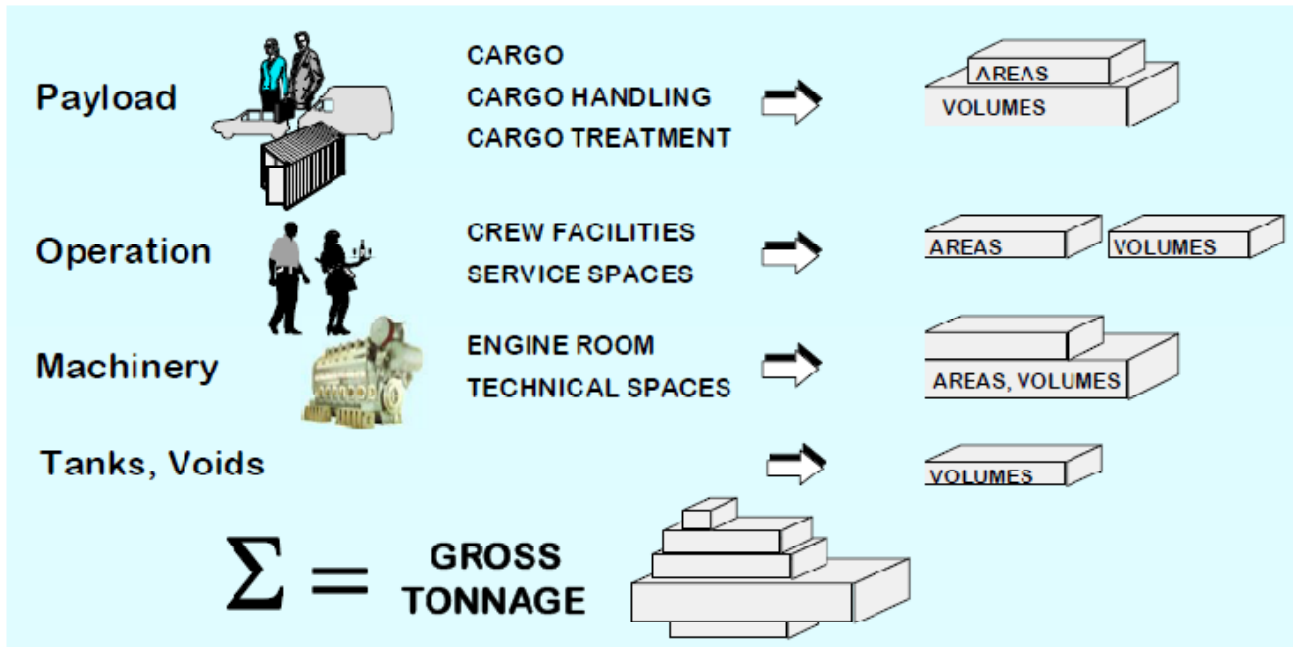 Payload
CARGO
CARGO HANDLING
CARGO TREATMENT
AREAS
VOLUMES
Operation
CREW FACILITIES
SERVICE SPACES
AREAS
VOLUMES
Machinery
ENGINE ROOM
TECHNICAL SPACES
AREAS, VOLUMES
Tanks, Voids
VOLUMES
Σ = GROSS
TONNAGE